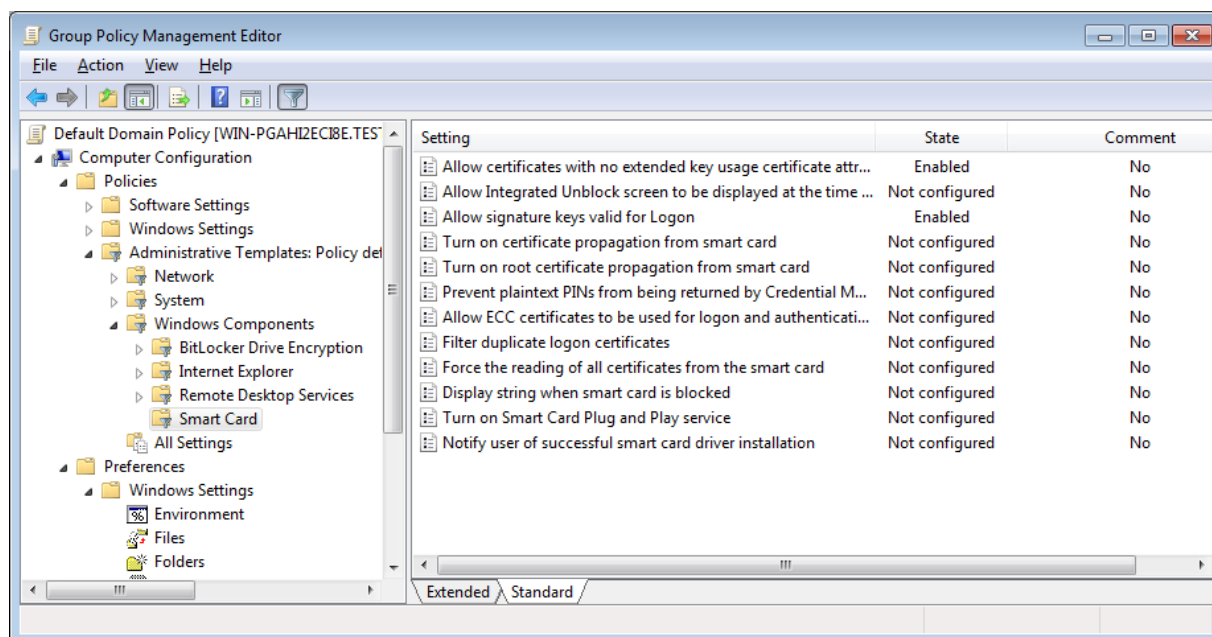 Group Policy Management Editor
File Action View Help
Default Domain Policy [WIN-PGAHI2ECI8E.TES
Computer Configuration
Policies
Software Settings
Windows Settings
Administrative Templates: Policy def
Network
System
Windows Components
BitLocker Drive Encryption
Internet Explorer
Remote Desktop Services
Smart Card
All Settings
Preferences
Windows Settings
Environment
Files
Folders
Setting State Comment
Allow certificates with no extended key usage certificate attr... Enabled No
Allow Integrated Unblock screen to be displayed at the time ... Not configured No
Allow signature keys valid for Logon Enabled No
Turn on certificate propagation from smart card Not configured No
Turn on root certificate propagation from smart card Not configured No
Prevent plaintext PINs from being returned by Credential M... Not configured No
Allow ECC certificates to be used for logon and authenticati... Not configured No
Filter duplicate logon certificates Not configured No
Force the reading of all certificates from the smart card Not configured No
Display string when smart card is blocked Not configured No
Turn on Smart Card Plug and Play service Not configured No
Notify user of successful smart card driver installation Not configured No
Extended Standard